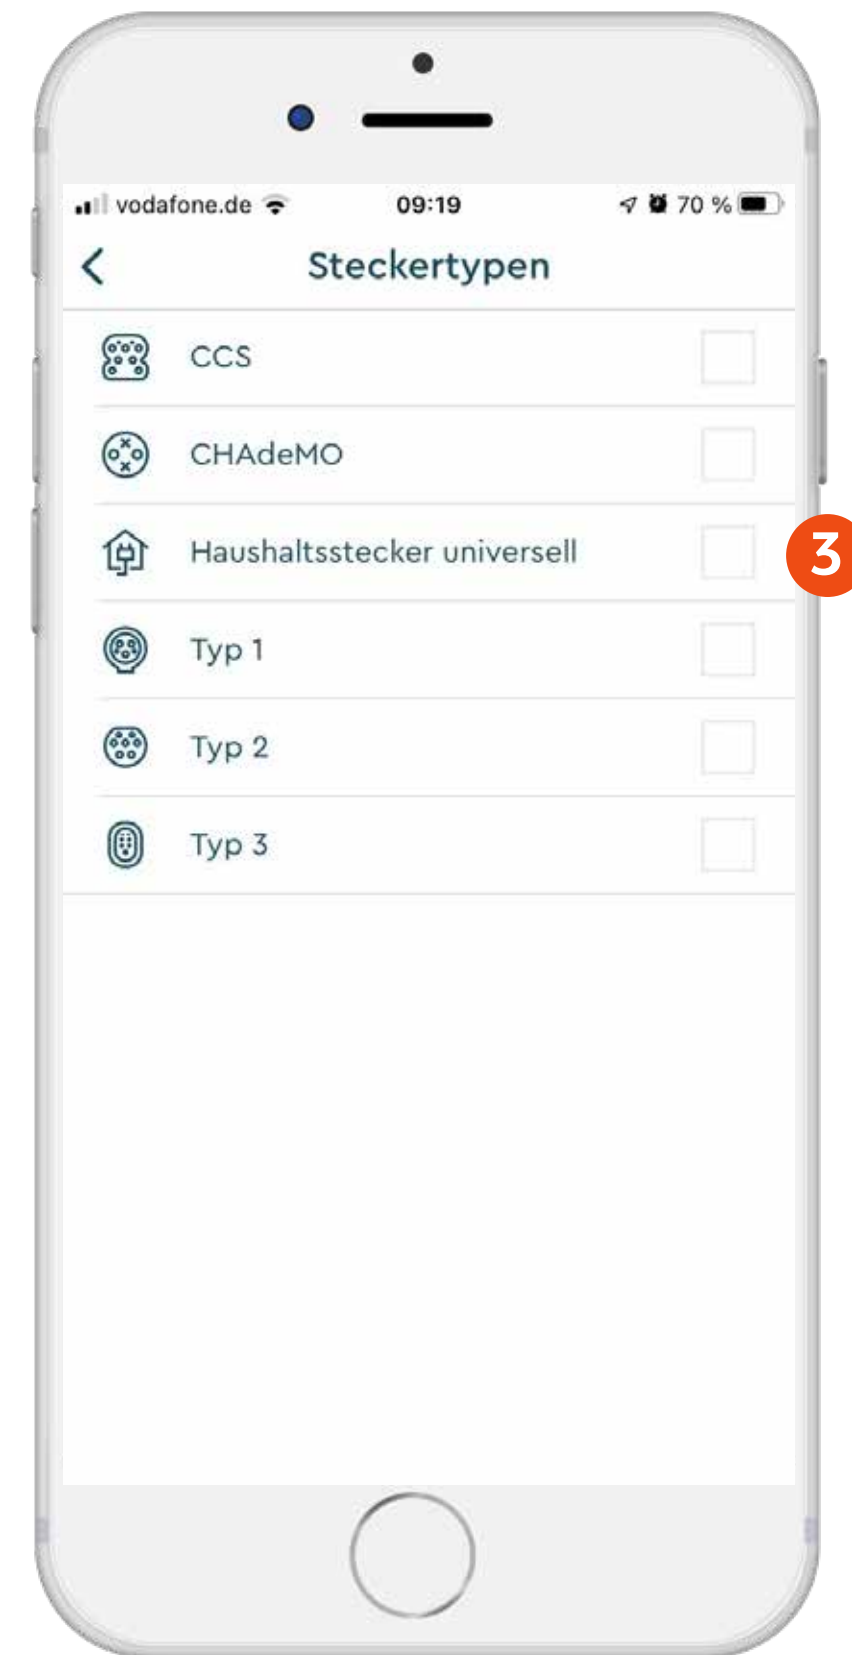 vodafone.de 09:19 70 %
Steckertypen
CCS
CHAdeMO
Haushaltsstecker universell
3
Typ 1
Typ 2
Typ 3